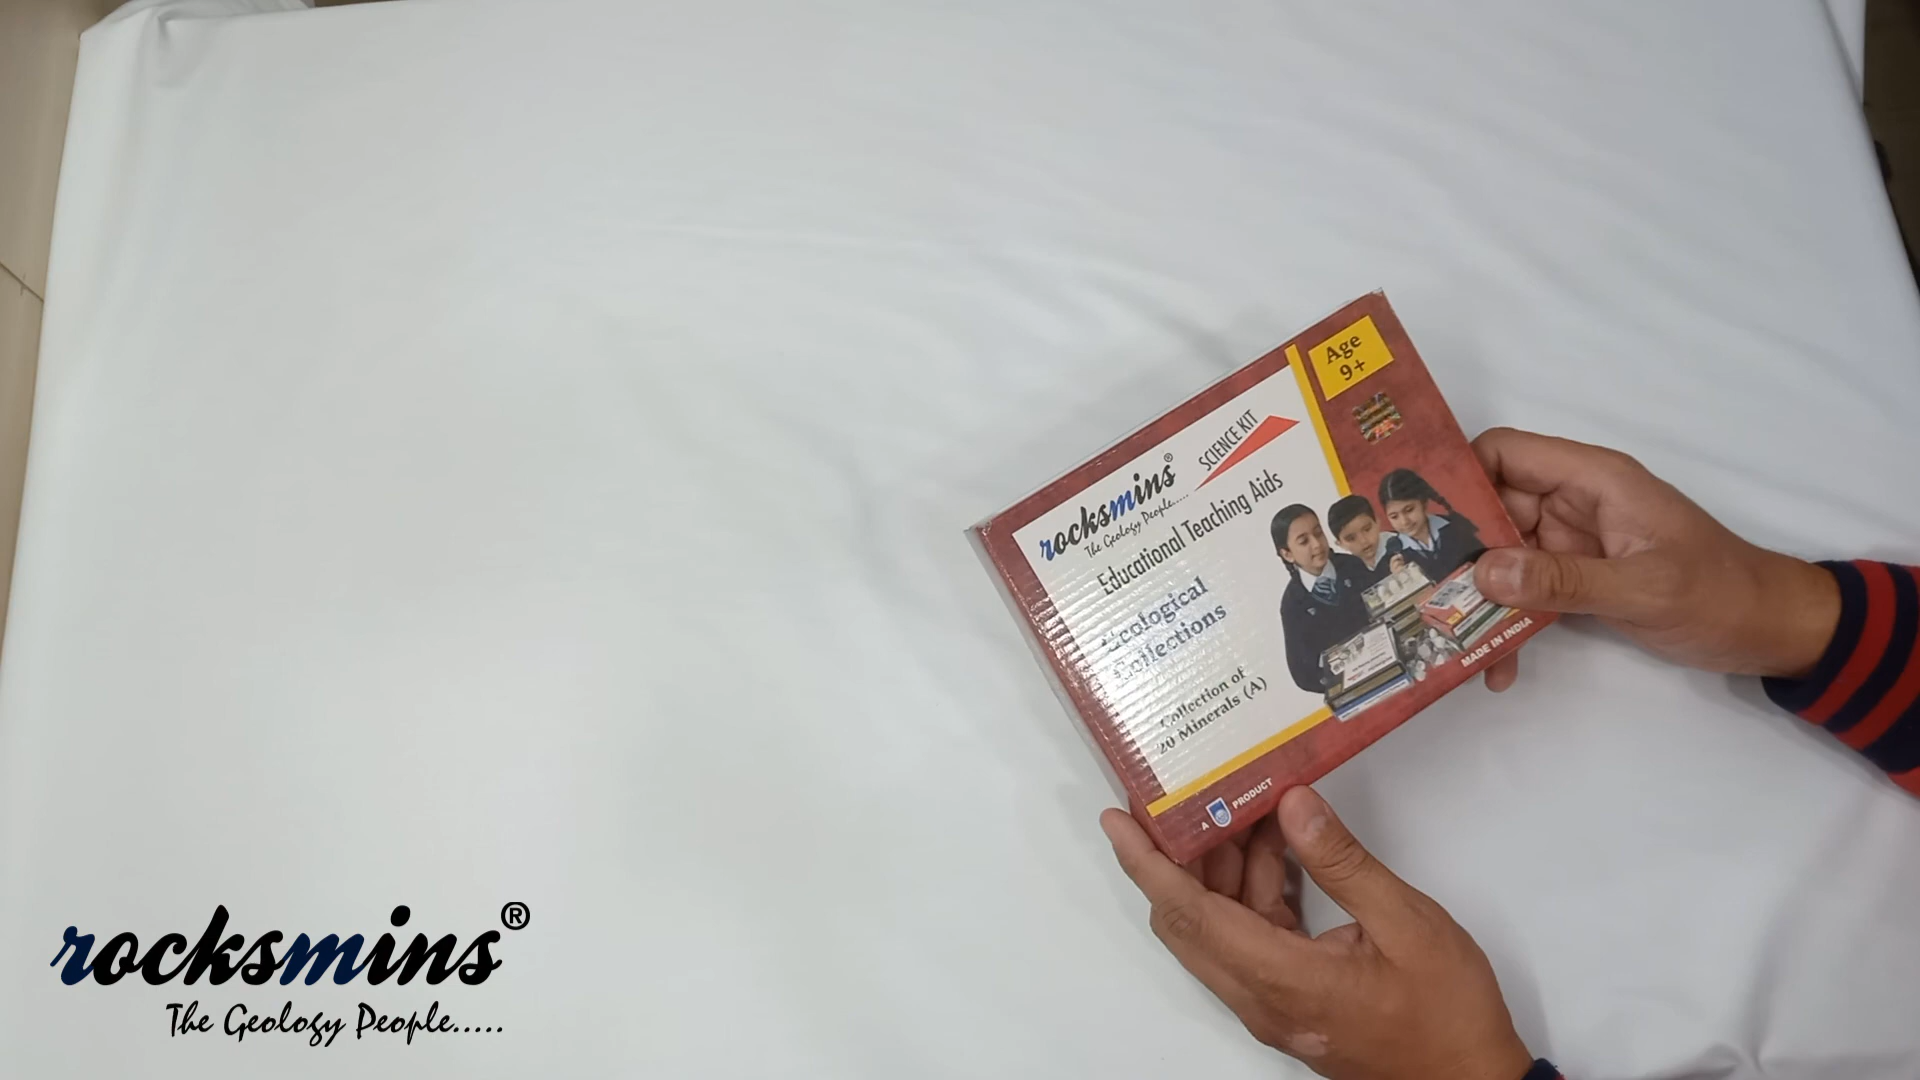 Age
9+
SCIENCE KIT
rocksmins®
The Geology People.....
Educational Teaching Aids
Collections
Collection of
20 Minerals (A)
MADE IN INDIA
A PRODUCT
rocksmins®
The Geology People.....